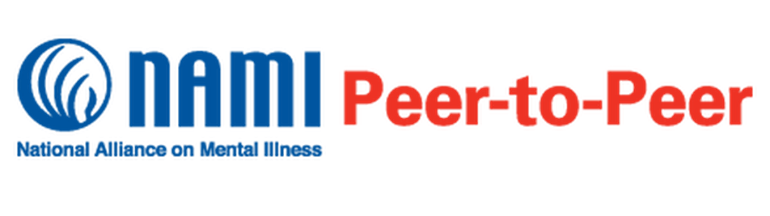 NAMI Peer-to-Peer
National Alliance on Mental Illness